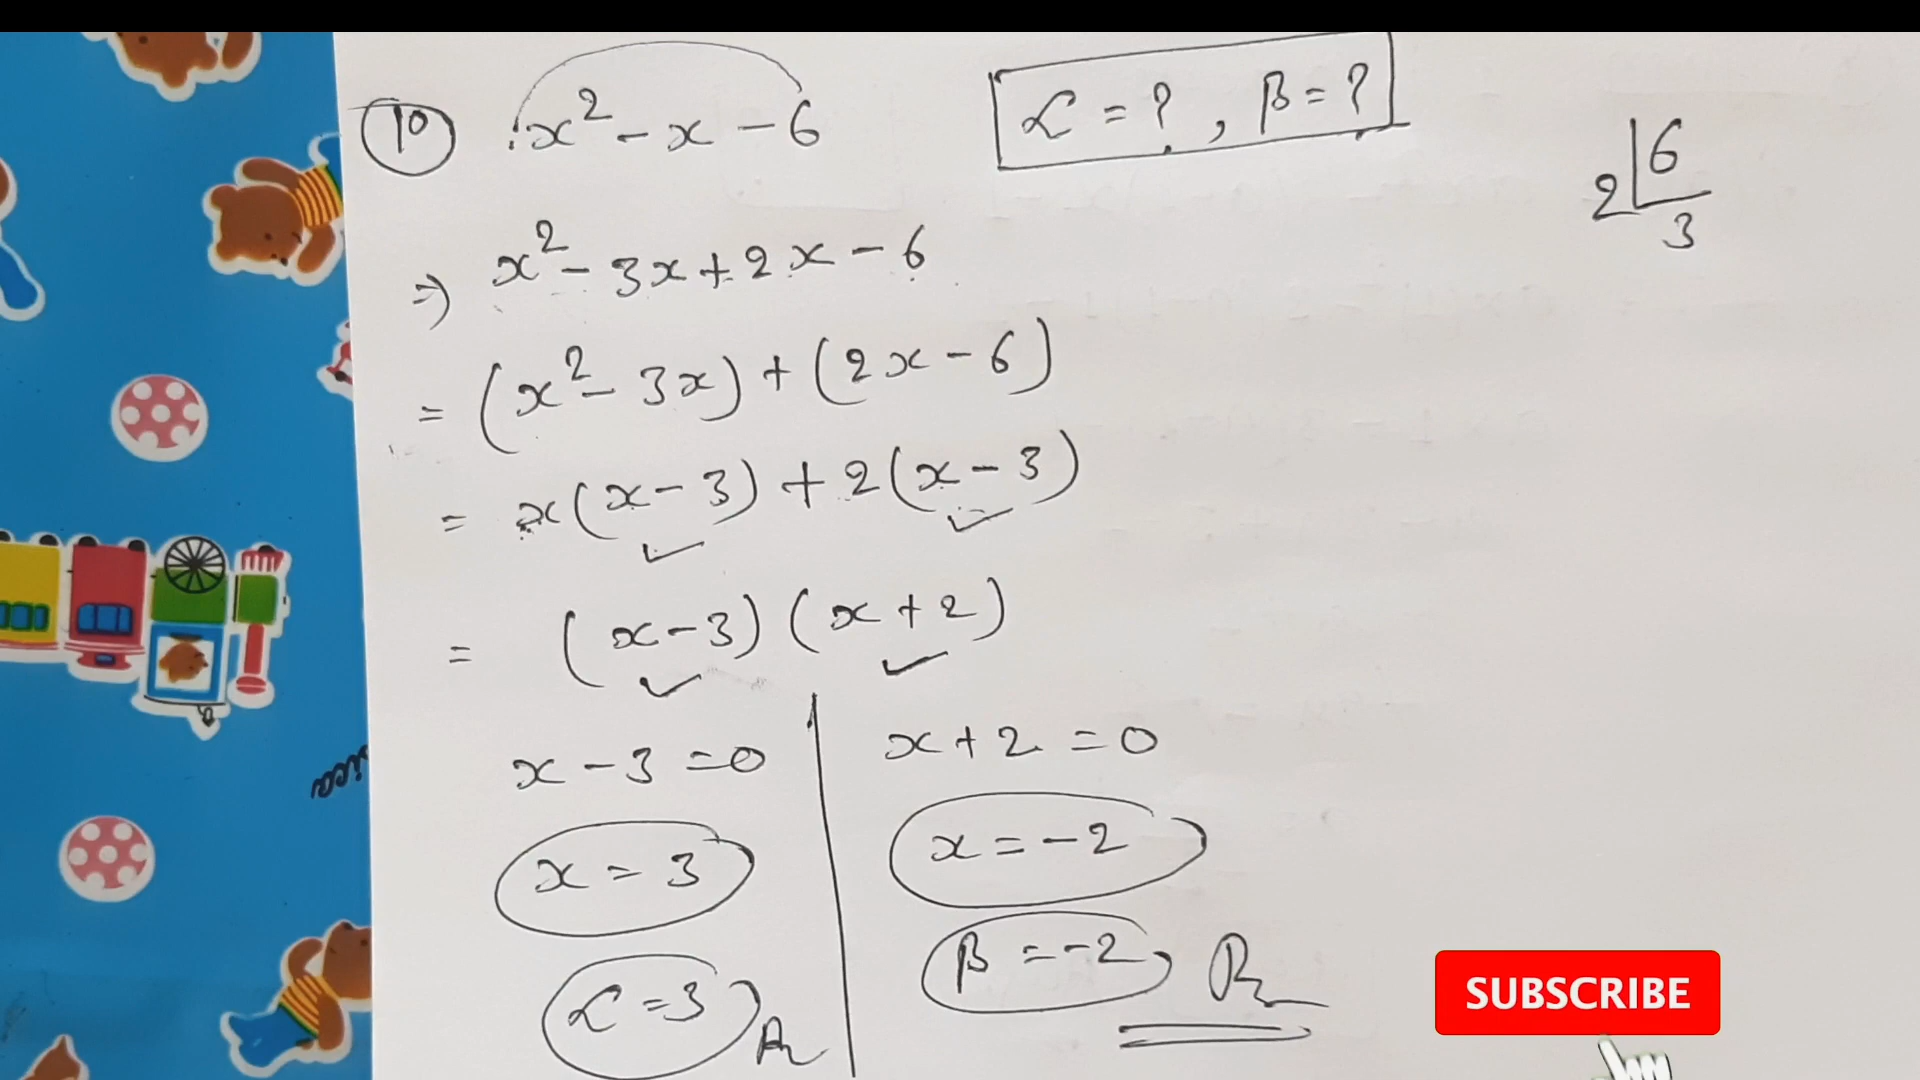 10 x² - x - 6
α = ? , β = ?
2 | 6
3
⇒ x² - 3x + 2x - 6
= (x² - 3x) + (2x - 6)
= x(x - 3) + 2(x - 3)
= (x - 3) (x + 2)
x - 3 = 0
x = 3
α = 3
x + 2 = 0
x = -2
β = -2
SUBSCRIBE